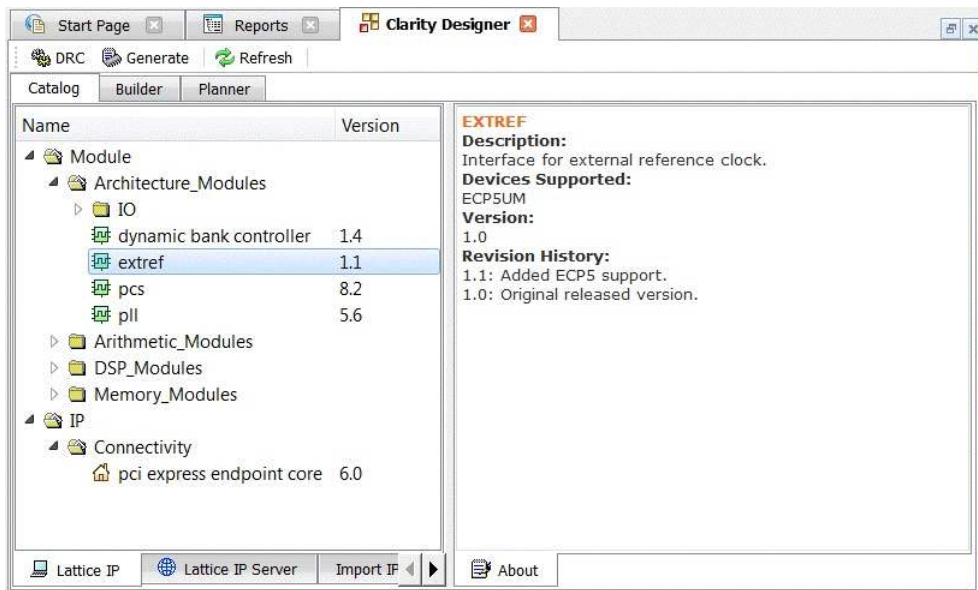 Start Page
Reports
Clarity Designer
DRC
Generate
Refresh
Catalog
Builder
Planner
Name Version
Module
Architecture_Modules
IO
dynamic bank controller 1.4
extref 1.1
pcs 8.2
pll 5.6
Arithmetic_Modules
DSP_Modules
Memory_Modules
IP
Connectivity
pci express endpoint core 6.0
Lattice IP
Lattice IP Server
Import IP
EXTREF
Description:
Interface for external reference clock.
Devices Supported:
ECP5UM
Version:
1.0
Revision History:
1.1: Added ECP5 support.
1.0: Original released version.
About